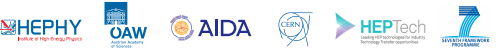 HEPHY
Institute of High Energy Physics
ÖAW
Austrian Academy
of Sciences
AIDA
CERN
HEPTech
Leading HEP technologies for industry
Technology Transfer opportunities
SEVENTH FRAMEWORK
PROGRAMME